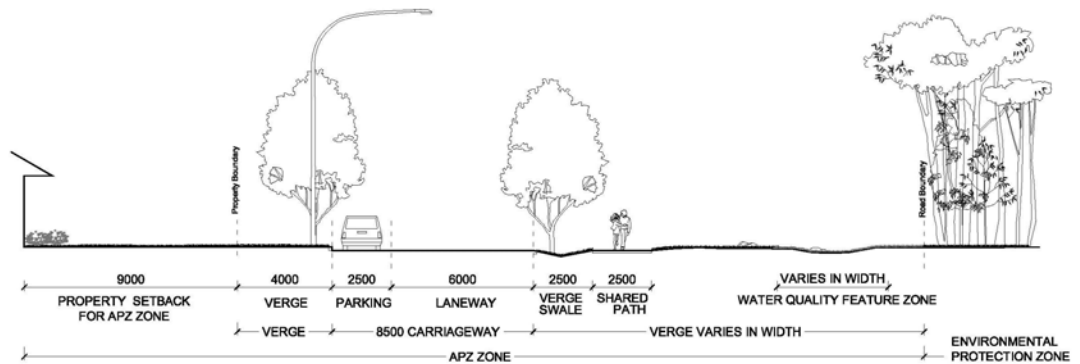 Property Boundary
Road Boundary
9000
4000
2500
6000
2500
2500
VARIES IN WIDTH
PROPERTY SETBACK
FOR APZ ZONE
VERGE
PARKING
LANEWAY
VERGE
SWALE
SHARED
PATH
WATER QUALITY FEATURE ZONE
VERGE
8500 CARRIAGEWAY
VERGE VARIES IN WIDTH
APZ ZONE
ENVIRONMENTAL
PROTECTION ZONE